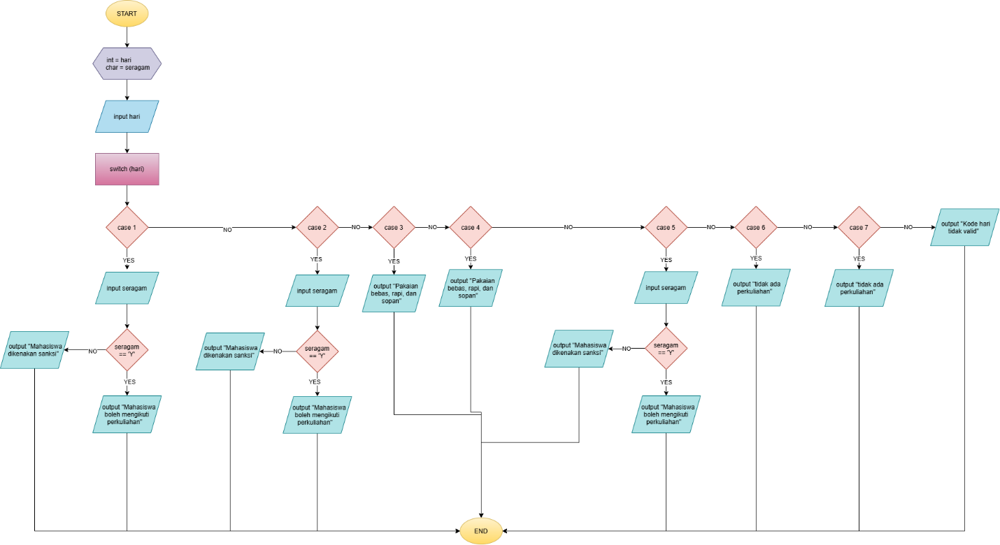 START
int = hari
char = seragam
input hari
switch (hari)
case 1
NO
case 2
NO
case 3
NO
case 4
NO
case 5
NO
case 6
NO
case 7
NO
output "Kode hari
tidak valid"
YES
YES
YES
YES
YES
YES
YES
input seragam
input seragam
output "Pakaian
bebas, rapi, dan
sopan"
output "Pakaian
bebas, rapi, dan
sopan"
input seragam
output "tidak ada
perkuliahan"
output "tidak ada
perkuliahan"
output "Mahasiswa
dikenakan sanksi"
NO
seragam
== 'Y'
output "Mahasiswa
dikenakan sanksi"
NO
seragam
== 'Y'
output "Mahasiswa
dikenakan sanksi"
NO
seragam
== 'Y'
YES
YES
YES
output "Mahasiswa
boleh mengikuti
perkuliahan"
output "Mahasiswa
boleh mengikuti
perkuliahan"
output "Mahasiswa
boleh mengikuti
perkuliahan"
END